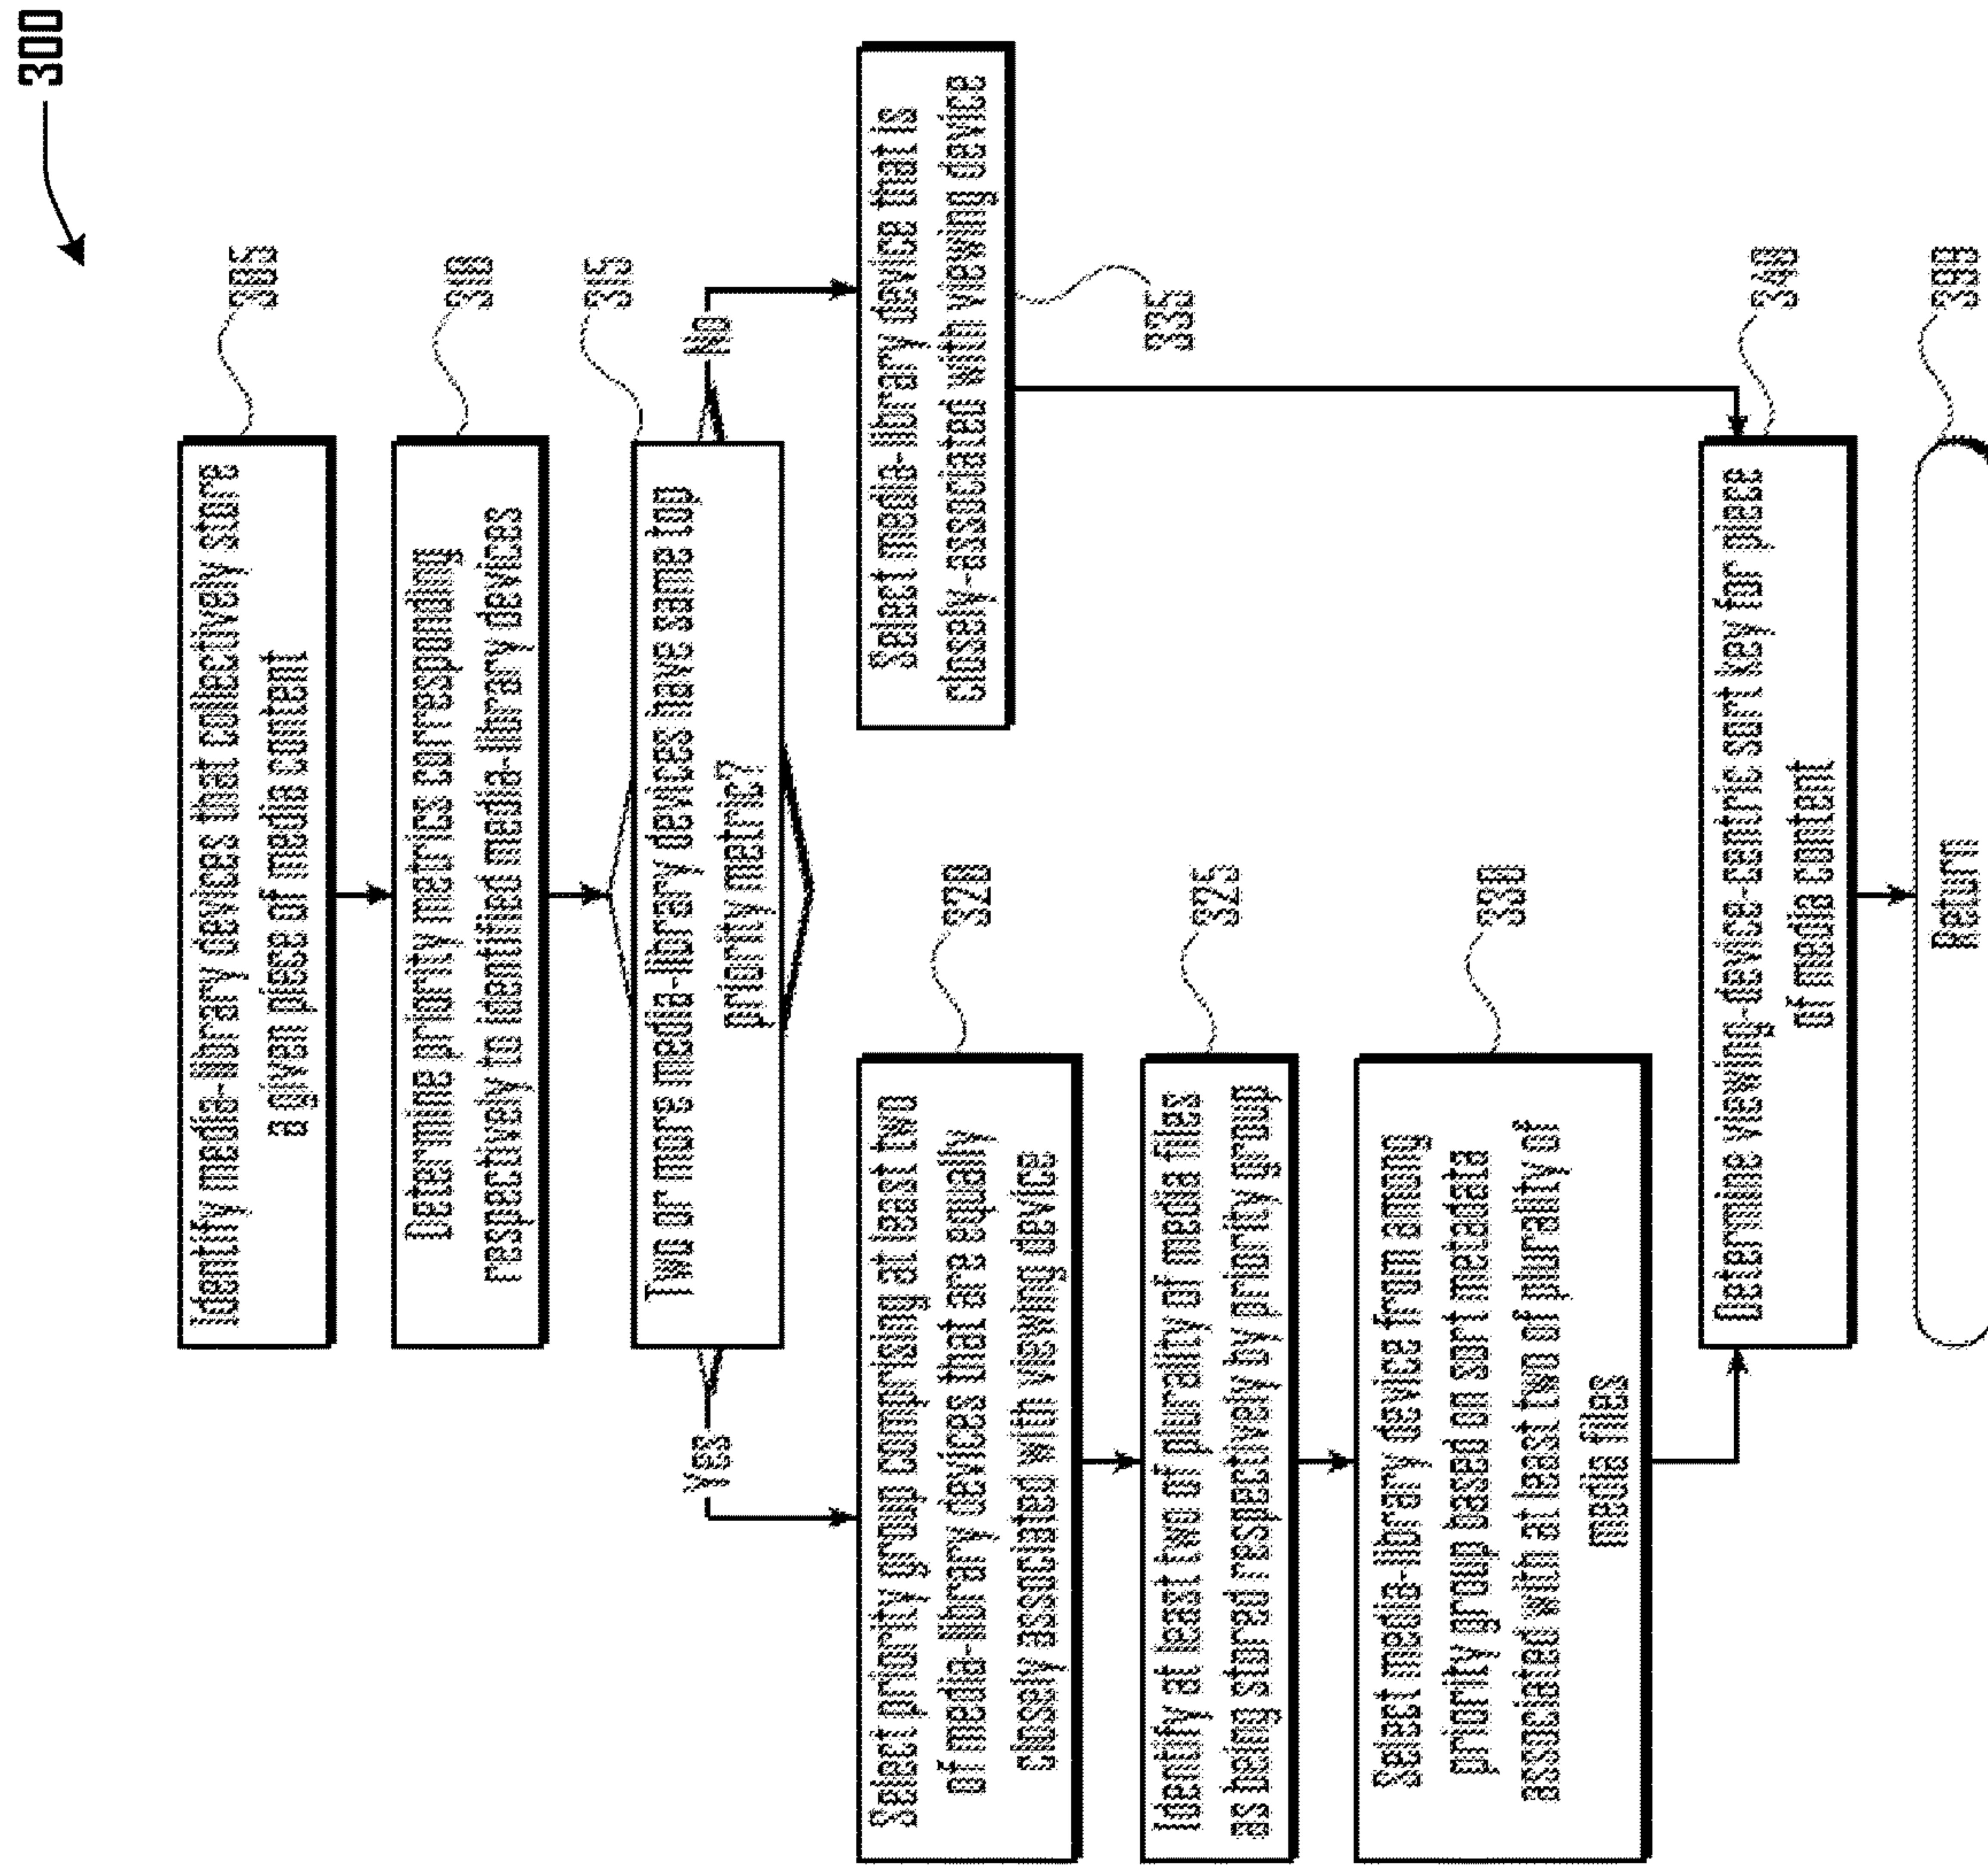 300
Identify media-library devices that collectively store
a given piece of media content
305
Determine priority metrics corresponding
respectively to identified media-library devices
310
Two or more media-library devices have same top
priority metric?
315
Yes
No
Select priority group comprising at least two
of media-library devices that are equally
closely associated with viewing device
320
Identify at least two of plurality of media files
as being stored respectively by priority group
325
Select media-library device from among
priority group based on sort metadata
associated with at least two of plurality of
media files
330
Select media-library device that is
closely-associated with viewing device
335
Determine viewing-device-centric sort key for piece
of media content
340
Return
399